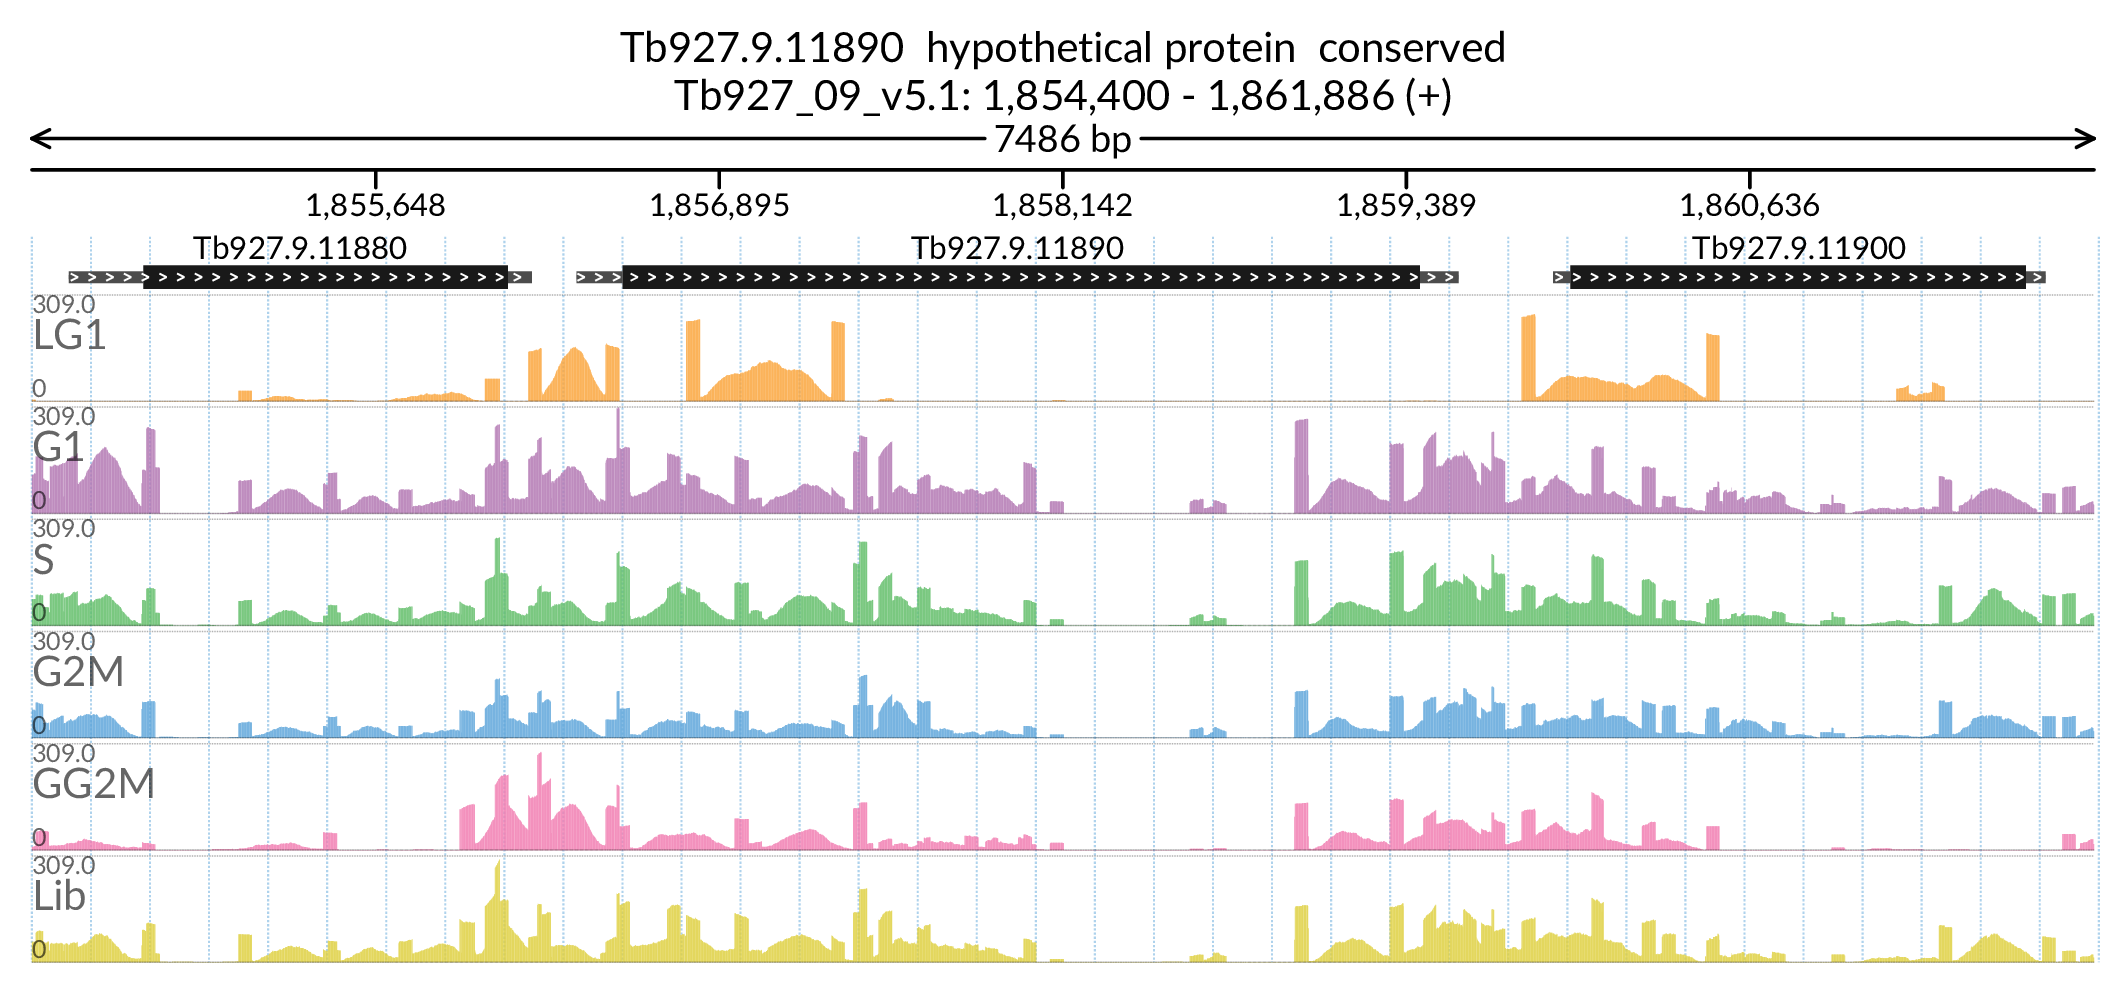 Tb927.9.11890  hypothetical protein  conserved
Tb927_09_v5.1: 1,854,400 - 1,861,886 (+)
7486 bp
1,855,648 1,856,895 1,858,142 1,859,389 1,860,636
Tb927.9.11880 Tb927.9.11890 Tb927.9.11900
309.0
LG1
0
309.0
G1
0
309.0
S
0
309.0
G2M
0
309.0
GG2M
0
309.0
Lib
0